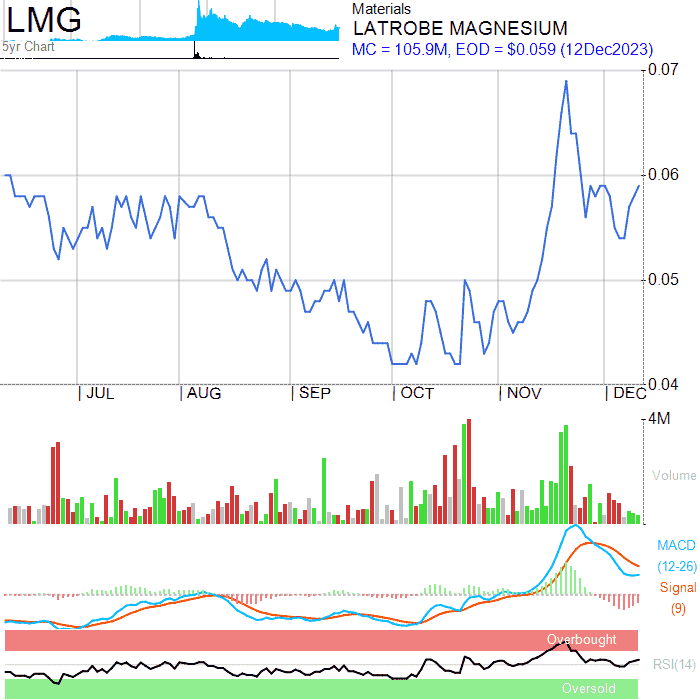 LMG
5yr Chart
Materials
LATROBE MAGNESIUM
MC = 105.9M, EOD = $0.059 (12Dec2023)
0.07
0.06
0.05
0.04
JUL AUG SEP OCT NOV DEC
4M
Volume
MACD
(12-26)
Signal
(9)
Overbought
RSI(14)
Oversold